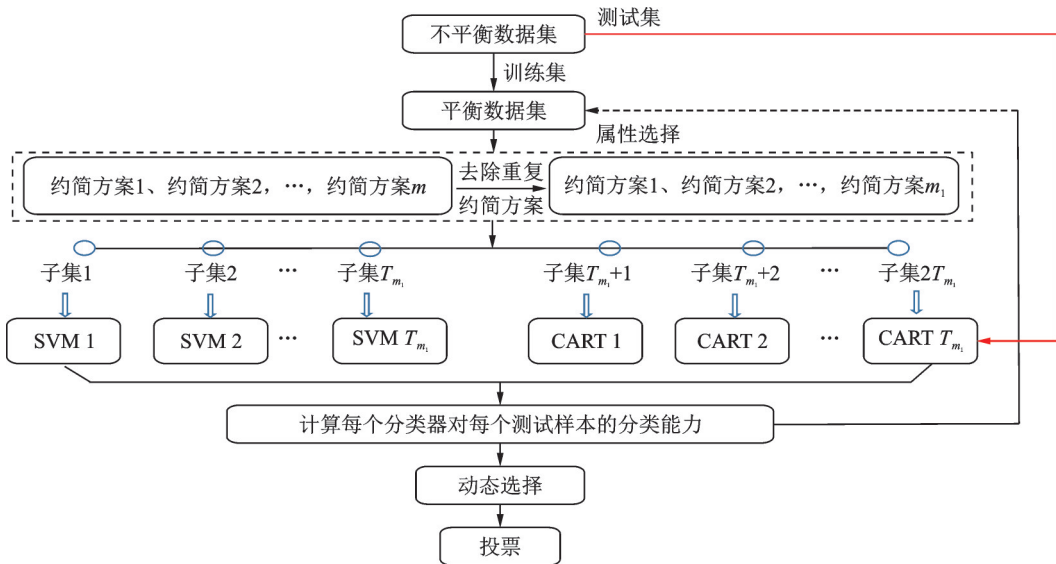 不平衡数据集
测试集
训练集
平衡数据集
属性选择
约简方案1、约简方案2，…，约简方案m
去除重复
约简方案
约简方案1、约简方案2，…，约简方案m₁
子集1
子集2
…
子集Tₘ₁
子集Tₘ₁+1
子集Tₘ₁+2
…
子集2Tₘ₁
SVM 1
SVM 2
…
SVM Tₘ₁
CART 1
CART 2
…
CART Tₘ₁
计算每个分类器对每个测试样本的分类能力
动态选择
投票